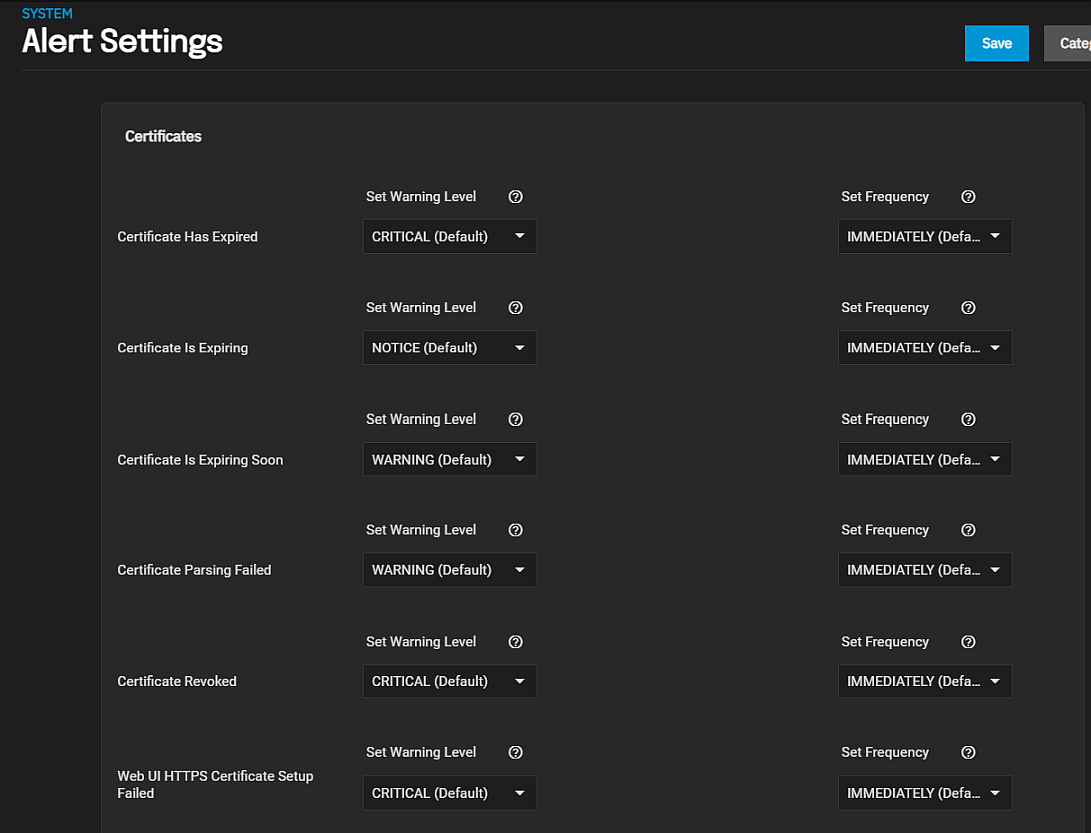 SYSTEM
Alert Settings
Save
Categ
Certificates
Set Warning Level
Set Frequency
Certificate Has Expired
CRITICAL (Default)
IMMEDIATELY (Defa...
Set Warning Level
Set Frequency
Certificate Is Expiring
NOTICE (Default)
IMMEDIATELY (Defa...
Set Warning Level
Set Frequency
Certificate Is Expiring Soon
WARNING (Default)
IMMEDIATELY (Defa...
Set Warning Level
Set Frequency
Certificate Parsing Failed
WARNING (Default)
IMMEDIATELY (Defa...
Set Warning Level
Set Frequency
Certificate Revoked
CRITICAL (Default)
IMMEDIATELY (Defa...
Set Warning Level
Set Frequency
Web UI HTTPS Certificate Setup
Failed
CRITICAL (Default)
IMMEDIATELY (Defa...